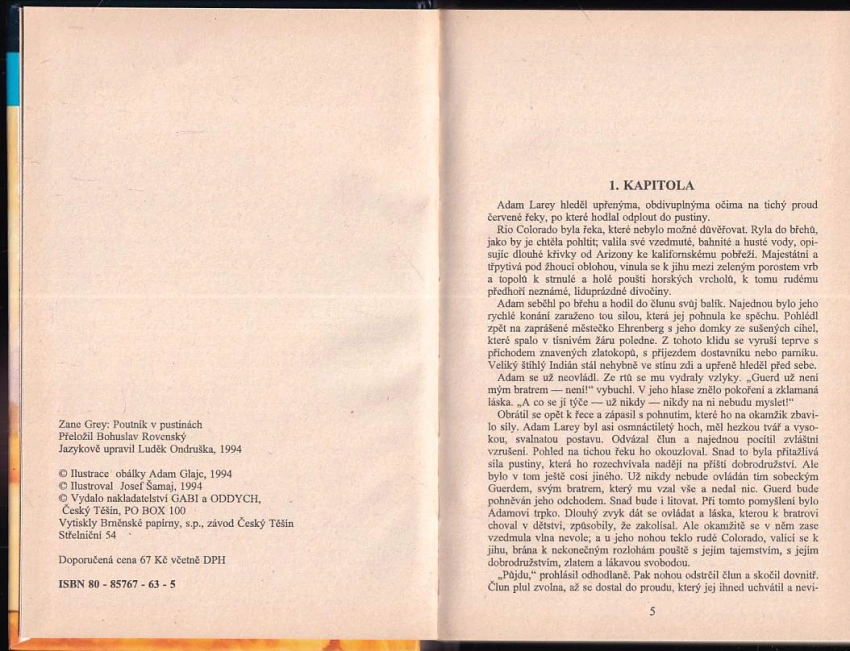 Zane Grey: Poutník v pustinách
Přeložil Bohuslav Rovenský
Jazykově upravil Luděk Ondruška, 1994
© Ilustrace obálky Adam Glajc, 1994
© Ilustroval Josef Šamaj, 1994
© Vydalo nakladatelství GABI a ODDYCH,
Český Těšín, PO BOX 100
Vytiskly Brněnské papírny, s.p., závod Český Těšín
Střelniční 54
Doporučená cena 67 Kč včetně DPH
ISBN 80 - 85767 - 63 - 5
1. KAPITOLA
Adam Larey hleděl upřenýma, obdivuplnýma očima na tichý proud
červené řeky, po které hodlal odplout do pustiny.
Rio Colorado byla řeka, které nebylo možné důvěřovat. Ryla do břehů,
jako by je chtěla pohltit; valila své vzedmuté, bahnité a husté vody, opi-
sujíc dlouhé křivky od Arizony ke kalifornskému pobřeží. Majestátní a
třpytivá pod žhoucí oblohou, vinula se k jihu mezi zeleným porostem vrb
a topolů k strnulé a holé poušti horských vrcholů, k tomu rudému
předhoří neznámé, liduprázdné divočiny.
Adam seběhl po břehu a hodil do člunu svůj balík. Najednou bylo jeho
rychlé konání zaraženo tou silou, která jej pohnula ke spěchu. Pohlédl
zpět na zaprášené městečko Ehrenberg s jeho domky ze sušených cihel,
které spalo v tísnivém žáru poledne. Z tohoto klidu se vyruší teprve s
příchodem znavených zlatokopů, s příjezdem dostavníku nebo parníku.
Veliký štíhlý Indián stál nehybně ve stínu zdi a upřeně hleděl před sebe.
Adam se už neovládl. Ze rtů se mu vydraly vzlyky. „Guerd už není
mým bratrem — není!“ vybuchl. V jeho hlase znělo pokoření a zklamaná
láska. „A co se jí týče — už nikdy — nikdy na ni nebudu myslet!“
Obrátil se opět k řece a zápasil s pohnutím, které ho na okamžik zbavi-
lo síly. Adam Larey byl asi osmnáctiletý hoch, měl hezkou tvář a vyso-
kou, svalnatou postavu. Odvázal člun a najednou pocítil zvláštní
vzrušení. Pohled na tichou řeku ho okouzloval. Snad to byla přitažlivá
síla pustiny, která ho rozechvívala nadějí na příští dobrodružství. Ale
bylo v tom ještě cosi jiného. Už nikdy nebude ovládán tím sobeckým
Guerdem, svým bratrem, který mu vzal vše a nedal nic. Guerd bude
pohněván jeho odchodem. Snad bude i litovat. Při tomto pomyšlení bylo
Adamovi trpko. Dlouhý zvyk dát se ovládat a láska, kterou k bratrovi
choval v dětství, způsobily, že zakolísal. Ale okamžitě se v něm zase
vzedmula vlna nevole; a u jeho nohou teklo rudé Colorado, valící se k
jihu, brána k nekonečným rozlohám pouště s jejím tajemstvím, s jejím
dobrodružstvím, zlatem a lákavou svobodou.
„Půjdu,“ prohlásil odhodlaně. Pak nohou odstrčil člun a skočil dovnitř.
Člun plul zvolna, až se dostal do proudu, který jej ihned uchvátil a nevi-
5